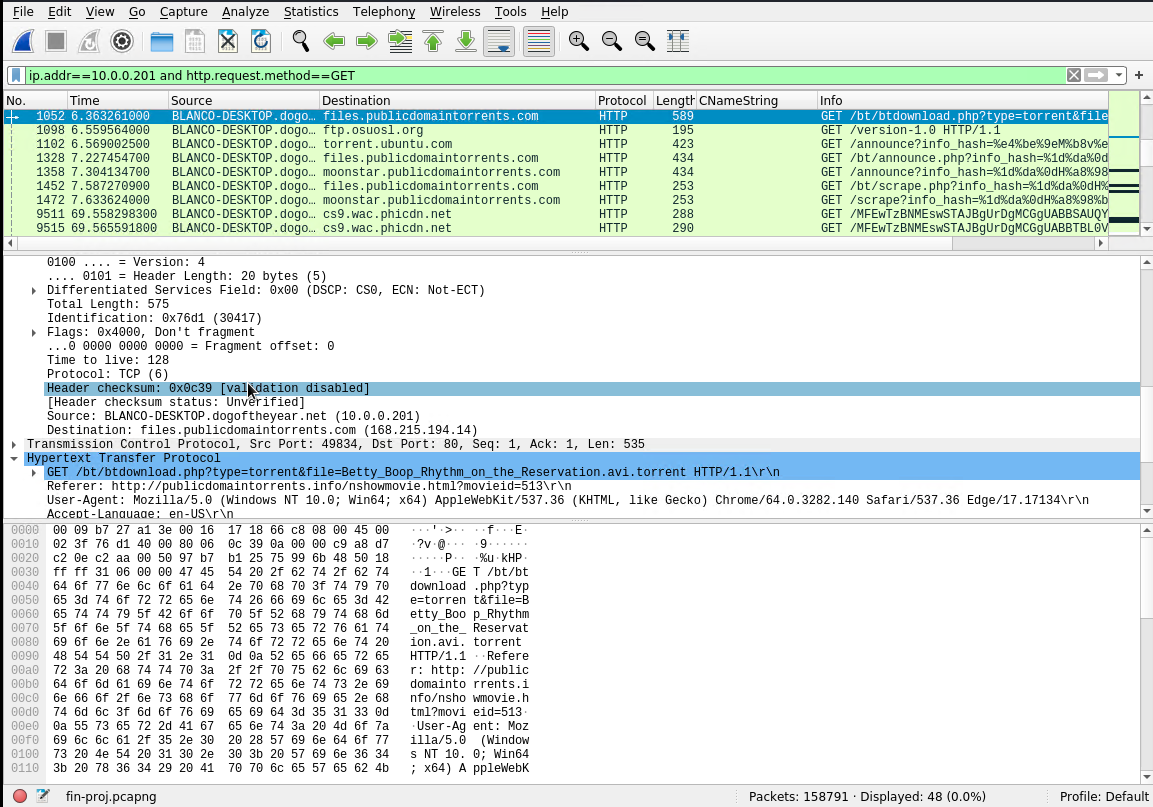 File Edit View Go Capture Analyze Statistics Telephony Wireless Tools Help
ip.addr==10.0.0.201 and http.request.method==GET
No. Time Source Destination Protocol Length CNameString Info
1052 6.363261000 BLANCO-DESKTOP.dogo… files.publicdomaintorrents.com HTTP 589 GET /bt/btdownload.php?type=torrent&file
1098 6.559564000 BLANCO-DESKTOP.dogo… ftp.osuosl.org HTTP 195 GET /version-1.0 HTTP/1.1
1102 6.569002500 BLANCO-DESKTOP.dogo… torrent.ubuntu.com HTTP 423 GET /announce?info_hash=%e4%be%9eM%b8v%e
1328 7.227454700 BLANCO-DESKTOP.dogo… files.publicdomaintorrents.com HTTP 434 GET /bt/announce.php?info_hash=%1d%da%0d
1358 7.304134700 BLANCO-DESKTOP.dogo… moonstar.publicdomaintorrents.com HTTP 434 GET /announce?info_hash=%1d%da%0dH%a8%98
1452 7.587270900 BLANCO-DESKTOP.dogo… files.publicdomaintorrents.com HTTP 253 GET /bt/scrape.php?info_hash=%1d%da%0dH%
1472 7.633624000 BLANCO-DESKTOP.dogo… moonstar.publicdomaintorrents.com HTTP 253 GET /scrape?info_hash=%1d%da%0dH%a8%98%b
9511 69.558298300 BLANCO-DESKTOP.dogo… cs9.wac.phicdn.net HTTP 288 GET /MFEwTzBNMEswSTAJBgUrDgMCGgUABBSAUQY
9515 69.565591800 BLANCO-DESKTOP.dogo… cs9.wac.phicdn.net HTTP 290 GET /MFEwTzBNMEswSTAJBgUrDgMCGgUABBTBL0V
0100 .... = Version: 4
.... 0101 = Header Length: 20 bytes (5)
Differentiated Services Field: 0x00 (DSCP: CS0, ECN: Not-ECT)
Total Length: 575
Identification: 0x76d1 (30417)
Flags: 0x4000, Don't fragment
...0 0000 0000 0000 = Fragment offset: 0
Time to live: 128
Protocol: TCP (6)
Header checksum: 0x0c39 [validation disabled]
[Header checksum status: Unverified]
Source: BLANCO-DESKTOP.dogoftheyear.net (10.0.0.201)
Destination: files.publicdomaintorrents.com (168.215.194.14)
Transmission Control Protocol, Src Port: 49834, Dst Port: 80, Seq: 1, Ack: 1, Len: 535
Hypertext Transfer Protocol
GET /bt/btdownload.php?type=torrent&file=Betty_Boop_Rhythm_on_the_Reservation.avi.torrent HTTP/1.1\r\n
Referer: http://publicdomaintorrents.info/nshowmovie.html?movieid=513\r\n
User-Agent: Mozilla/5.0 (Windows NT 10.0; Win64; x64) AppleWebKit/537.36 (KHTML, like Gecko) Chrome/64.0.3282.140 Safari/537.36 Edge/17.17134\r\n
Accept-Language: en-US\r\n
0000 00 09 b7 27 a1 3e 00 16 17 18 66 c8 08 00 45 00 ···'·>·· ··f···E·
0010 02 3f 76 d1 40 00 80 06 0c 39 0a 00 00 c9 a8 d7 ·?v·@··· ·9······
0020 c2 0e c2 aa 00 50 97 b7 b1 25 75 99 6b 48 50 18 ·····P·· ·%u·kHP·
0030 ff ff 31 06 00 00 47 45 54 20 2f 62 74 2f 62 74 ··1···GE T /bt/bt
0040 64 6f 77 6e 6c 6f 61 64 2e 70 68 70 3f 74 79 70 download .php?typ
0050 65 3d 74 6f 72 72 65 6e 74 26 66 69 6c 65 3d 42 e=torren t&file=B
0060 65 74 74 79 5f 42 6f 6f 70 5f 52 68 79 74 68 6d etty_Boo p_Rhythm
0070 5f 6f 6e 5f 74 68 65 5f 52 65 73 65 72 76 61 74 _on_the_ Reservat
0080 69 6f 6e 2e 61 76 69 2e 74 6f 72 72 65 6e 74 20 ion.avi. torrent
0090 48 54 54 50 2f 31 2e 31 0d 0a 52 65 66 65 72 65 HTTP/1.1 ··Refere
00a0 72 3a 20 68 74 74 70 3a 2f 2f 70 75 62 6c 69 63 r: http: //public
00b0 64 6f 6d 61 69 6e 74 6f 72 72 65 6e 74 73 2e 69 domainto rrents.i
00c0 6e 66 6f 2f 6e 73 68 6f 77 6d 6f 76 69 65 2e 68 nfo/nsho wmovie.h
00d0 74 6d 6c 3f 6d 6f 76 69 65 69 64 3d 35 31 33 0d tml?movi eid=513·
00e0 0a 55 73 65 72 2d 41 67 65 6e 74 3a 20 4d 6f 7a ·User-Ag ent: Moz
00f0 69 6c 6c 61 2f 35 2e 30 20 28 57 69 6e 64 6f 77 illa/5.0 (Window
0100 73 20 4e 54 20 31 30 2e 30 3b 20 57 69 6e 36 34 s NT 10. 0; Win64
0110 3b 20 78 36 34 29 20 41 70 70 6c 65 57 65 62 4b ; x64) A ppleWebK
fin-proj.pcapng Packets: 158791 · Displayed: 48 (0.0%) Profile: Default